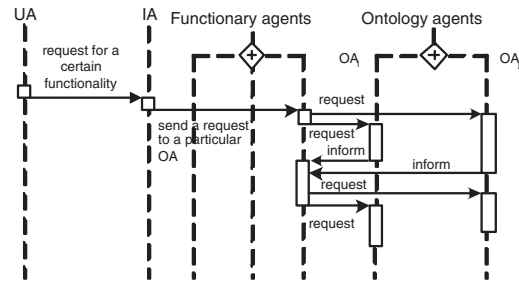 UA
IA
Functionary agents
Ontology agents
+
+
OA
OA
request for a
certain
functionality
request
send a request
to a particular
OA
request
inform
inform
request
request